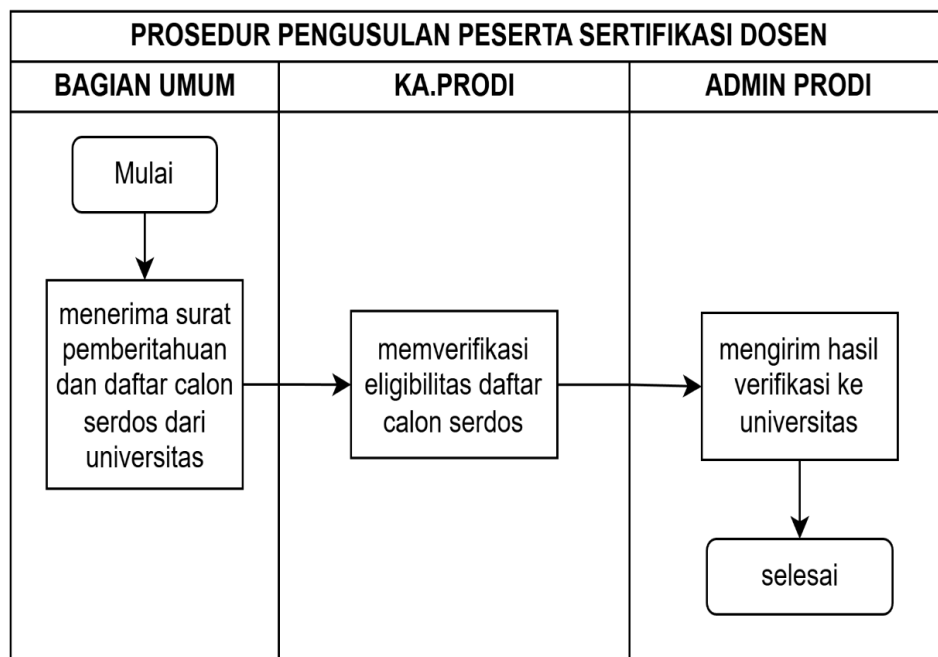 PROSEDUR PENGUSULAN PESERTA SERTIFIKASI DOSEN
BAGIAN UMUM
KA.PRODI
ADMIN PRODI
Mulai
menerima surat
pemberitahuan
dan daftar calon
serdos dari
universitas
memverifikasi
eligibilitas daftar
calon serdos
mengirim hasil
verifikasi ke
universitas
selesai